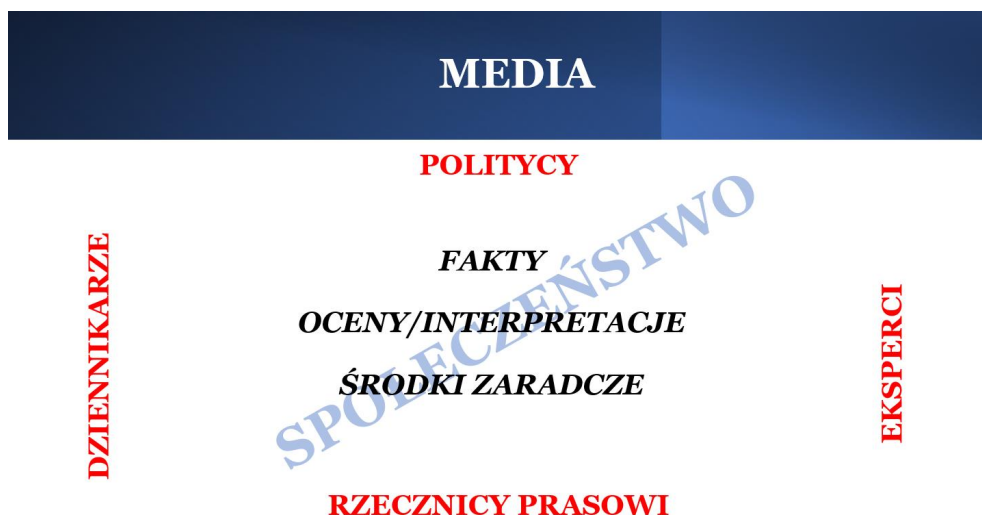 MEDIA
POLITYCY
DZIENNIKARZE
FAKTY
OCENY/INTERPRETACJE
ŚRODKI ZARADCZE
SPOŁECZEŃSTWO
EKSPERCI
RZECZNICY PRASOWI